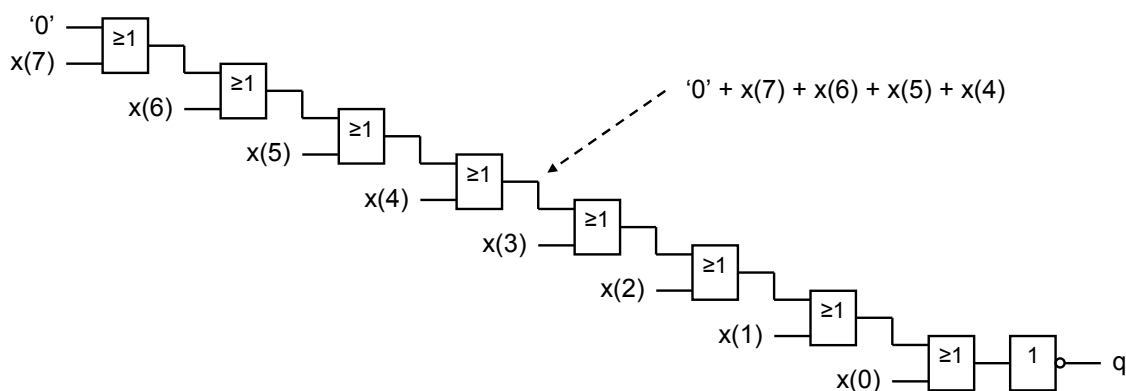 ‘0’
≥1
x(7)
≥1
x(6)
‘0’ + x(7) + x(6) + x(5) + x(4)
≥1
x(5)
≥1
x(4)
≥1
x(3)
≥1
x(2)
≥1
x(1)
≥1
1
q
x(0)